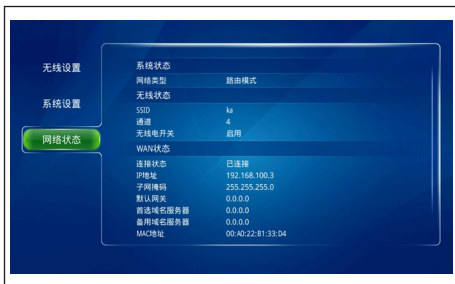 无线设置
系统设置
网络状态
系统状态
网络类型 路由模式
无线状态
SSID ka
通道 4
无线电开关 启用
WAN状态
连接状态 已连接
IP地址 192.168.100.3
子网掩码 255.255.255.0
默认网关 0.0.0.0
首选域名服务器 0.0.0.0
备用域名服务器 0.0.0.0
MAC地址 00:A0:22:B1:33:D4